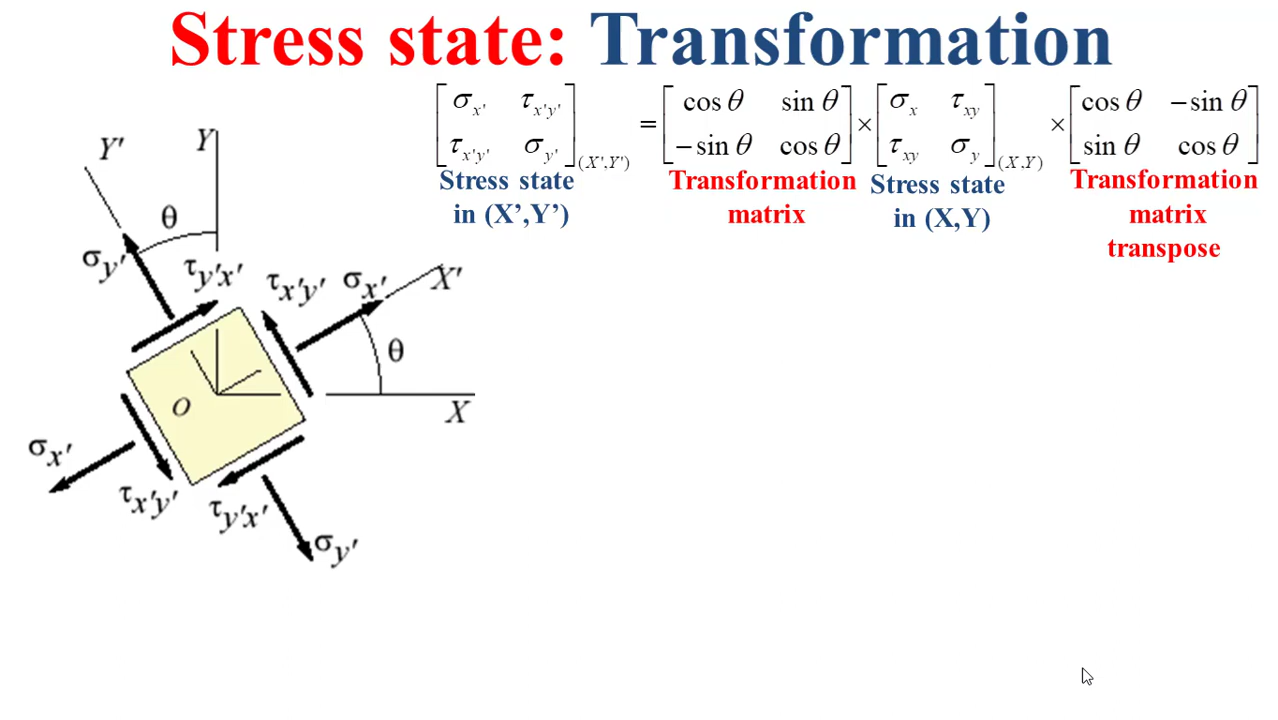 Stress state: Transformation
[σx' τx'y'; τx'y' σy'](X',Y') = [cos θ sin θ; −sin θ cos θ] × [σx τxy; τxy σy](X,Y) × [cos θ −sin θ; sin θ cos θ]
Stress state
in (X’,Y’)
Transformation
matrix
Stress state
in (X,Y)
Transformation
matrix
transpose
Y'
Y
θ
σy'
τy'x'
τx'y'
σx'
X'
θ
O
X
σx'
τx'y'
τy'x'
σy'